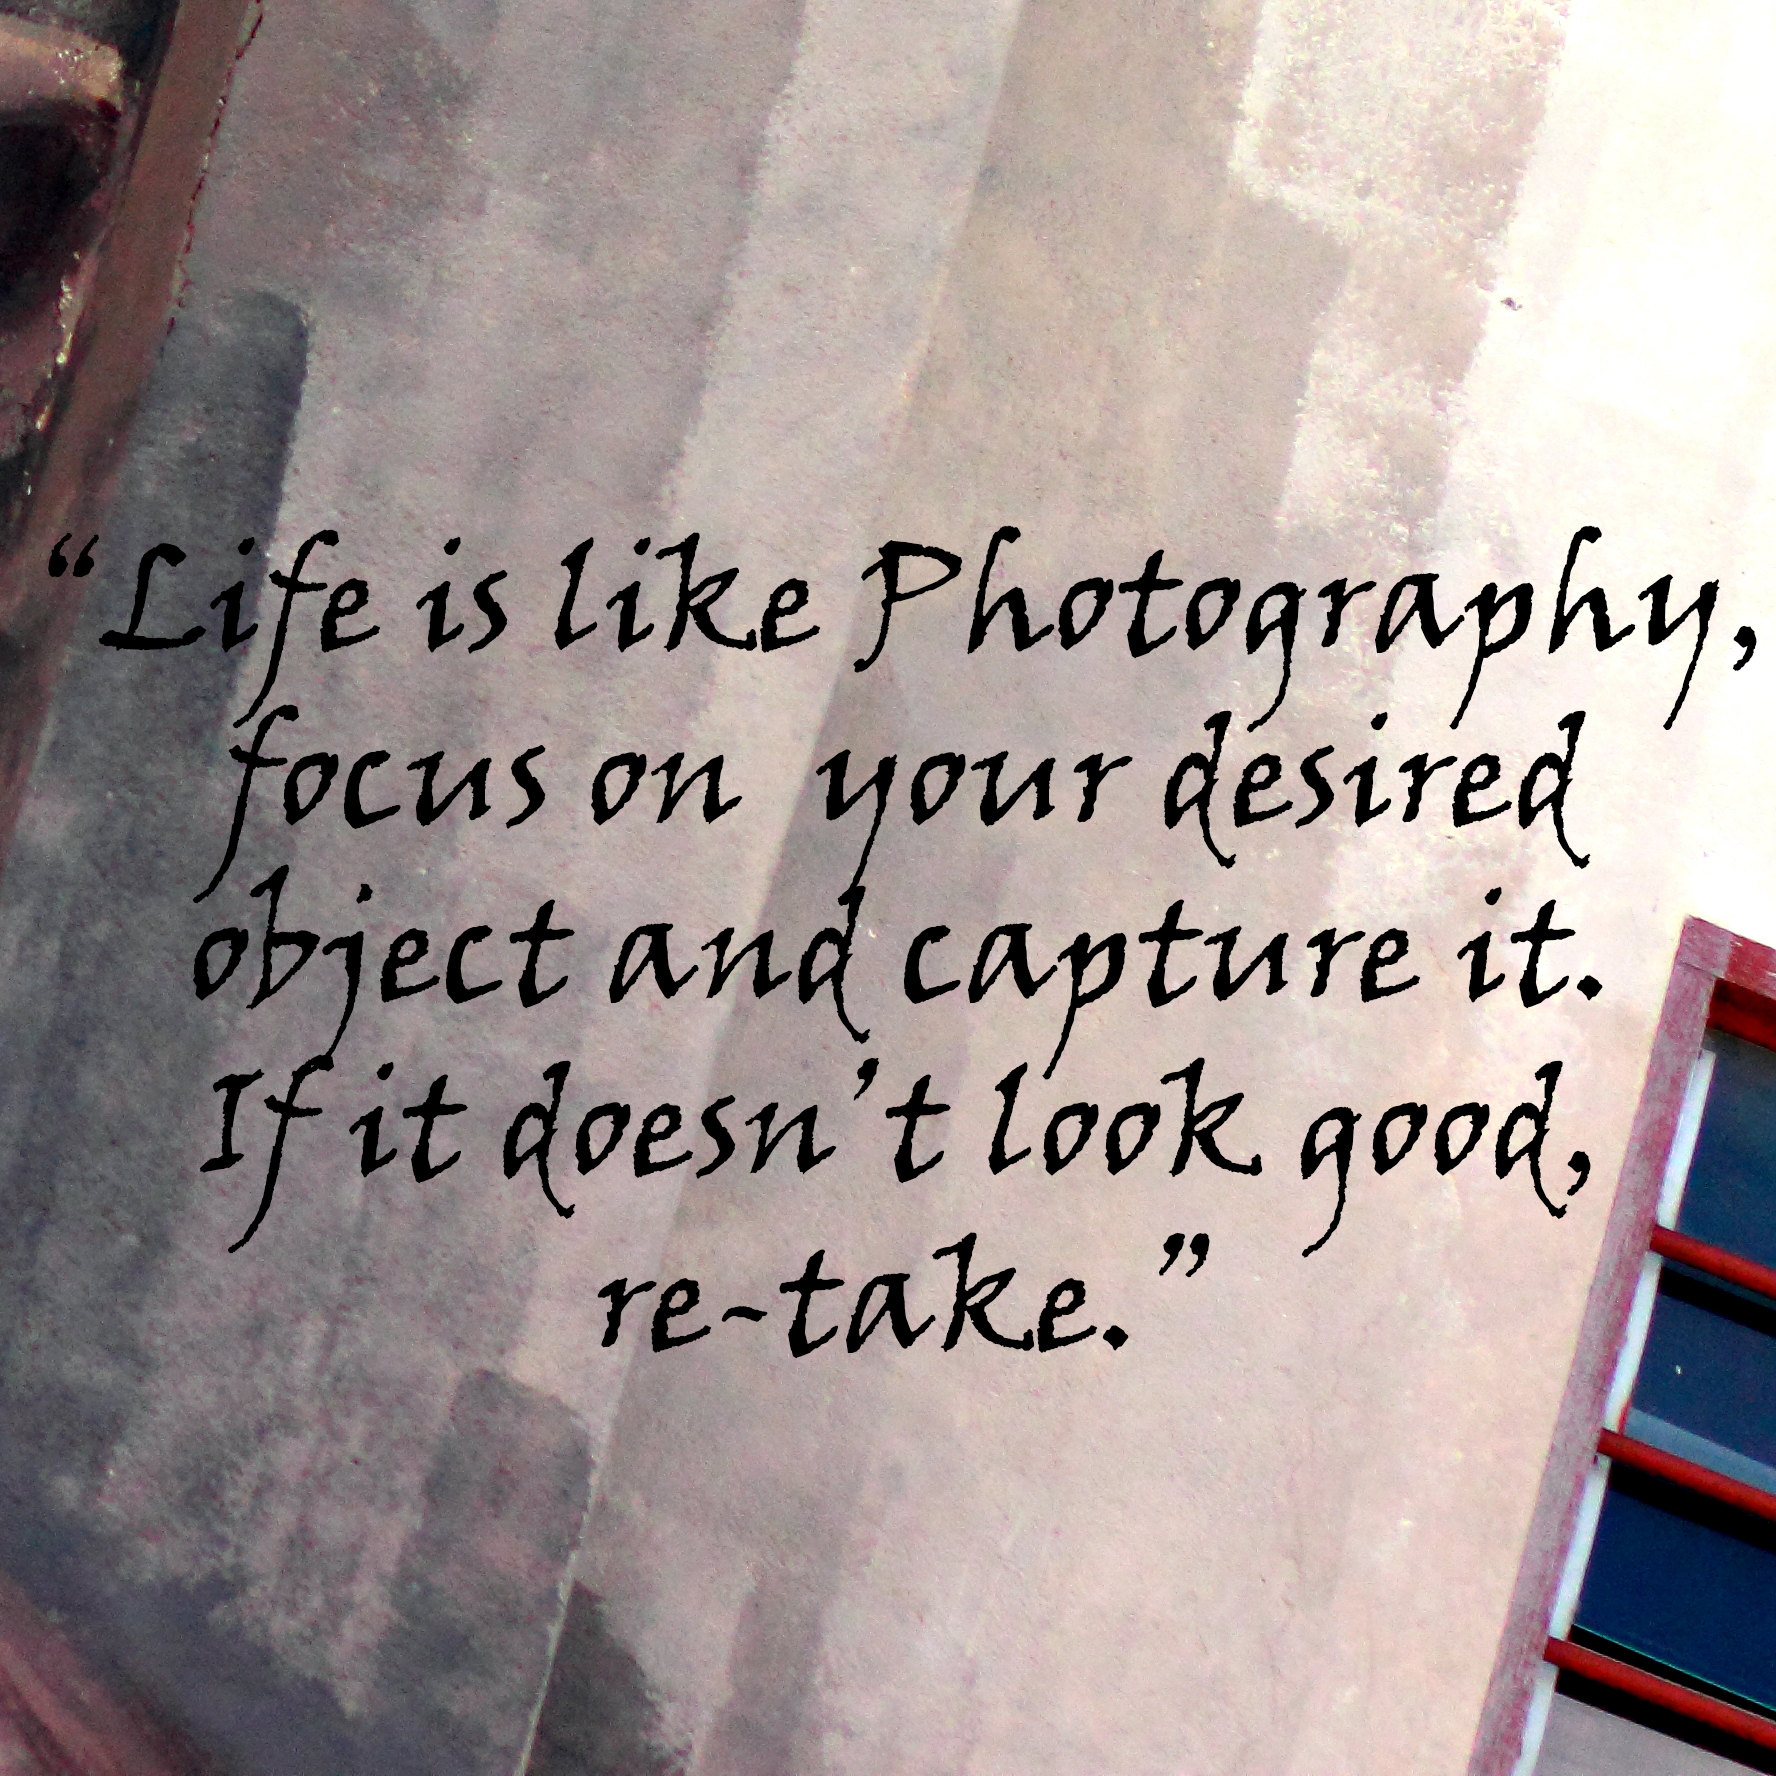 “Life is like Photography,
focus on your desired
object and capture it.
If it doesn’t look good,
re-take.”